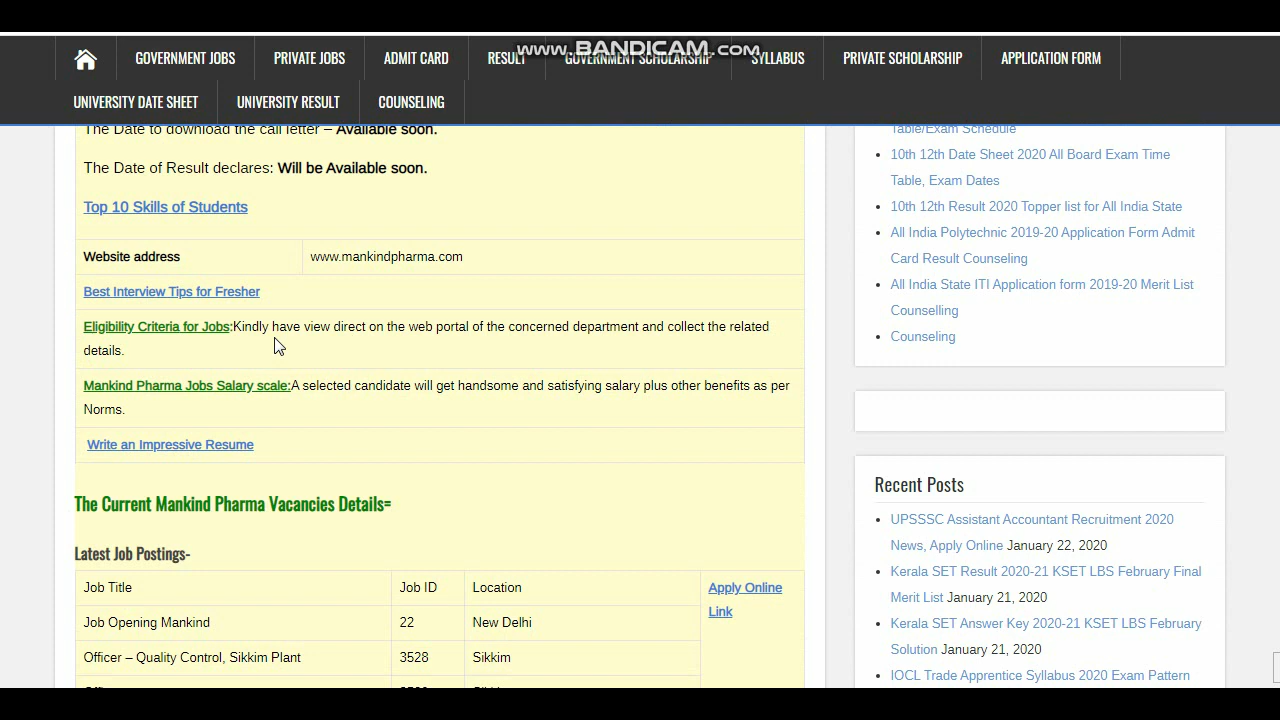 www.BANDICAM.com
GOVERNMENT JOBS PRIVATE JOBS ADMIT CARD RESULT GOVERNMENT SCHOLARSHIP SYLLABUS PRIVATE SCHOLARSHIP APPLICATION FORM
UNIVERSITY DATE SHEET UNIVERSITY RESULT COUNSELING
The Date to download the call letter – Available soon.
The Date of Result declares: Will be Available soon.
Top 10 Skills of Students
Website address www.mankindpharma.com
Best Interview Tips for Fresher
Eligibility Criteria for Jobs:Kindly have view direct on the web portal of the concerned department and collect the related
details.
Mankind Pharma Jobs Salary scale:A selected candidate will get handsome and satisfying salary plus other benefits as per
Norms.
Write an Impressive Resume
The Current Mankind Pharma Vacancies Details=
Latest Job Postings-
Job Title Job ID Location Apply Online
Link
Job Opening Mankind 22 New Delhi
Officer – Quality Control, Sikkim Plant 3528 Sikkim
Table/Exam Schedule
10th 12th Date Sheet 2020 All Board Exam Time
Table, Exam Dates
10th 12th Result 2020 Topper list for All India State
All India Polytechnic 2019-20 Application Form Admit
Card Result Counseling
All India State ITI Application form 2019-20 Merit List
Counselling
Counseling
Recent Posts
UPSSSC Assistant Accountant Recruitment 2020
News, Apply Online January 22, 2020
Kerala SET Result 2020-21 KSET LBS February Final
Merit List January 21, 2020
Kerala SET Answer Key 2020-21 KSET LBS February
Solution January 21, 2020
IOCL Trade Apprentice Syllabus 2020 Exam Pattern